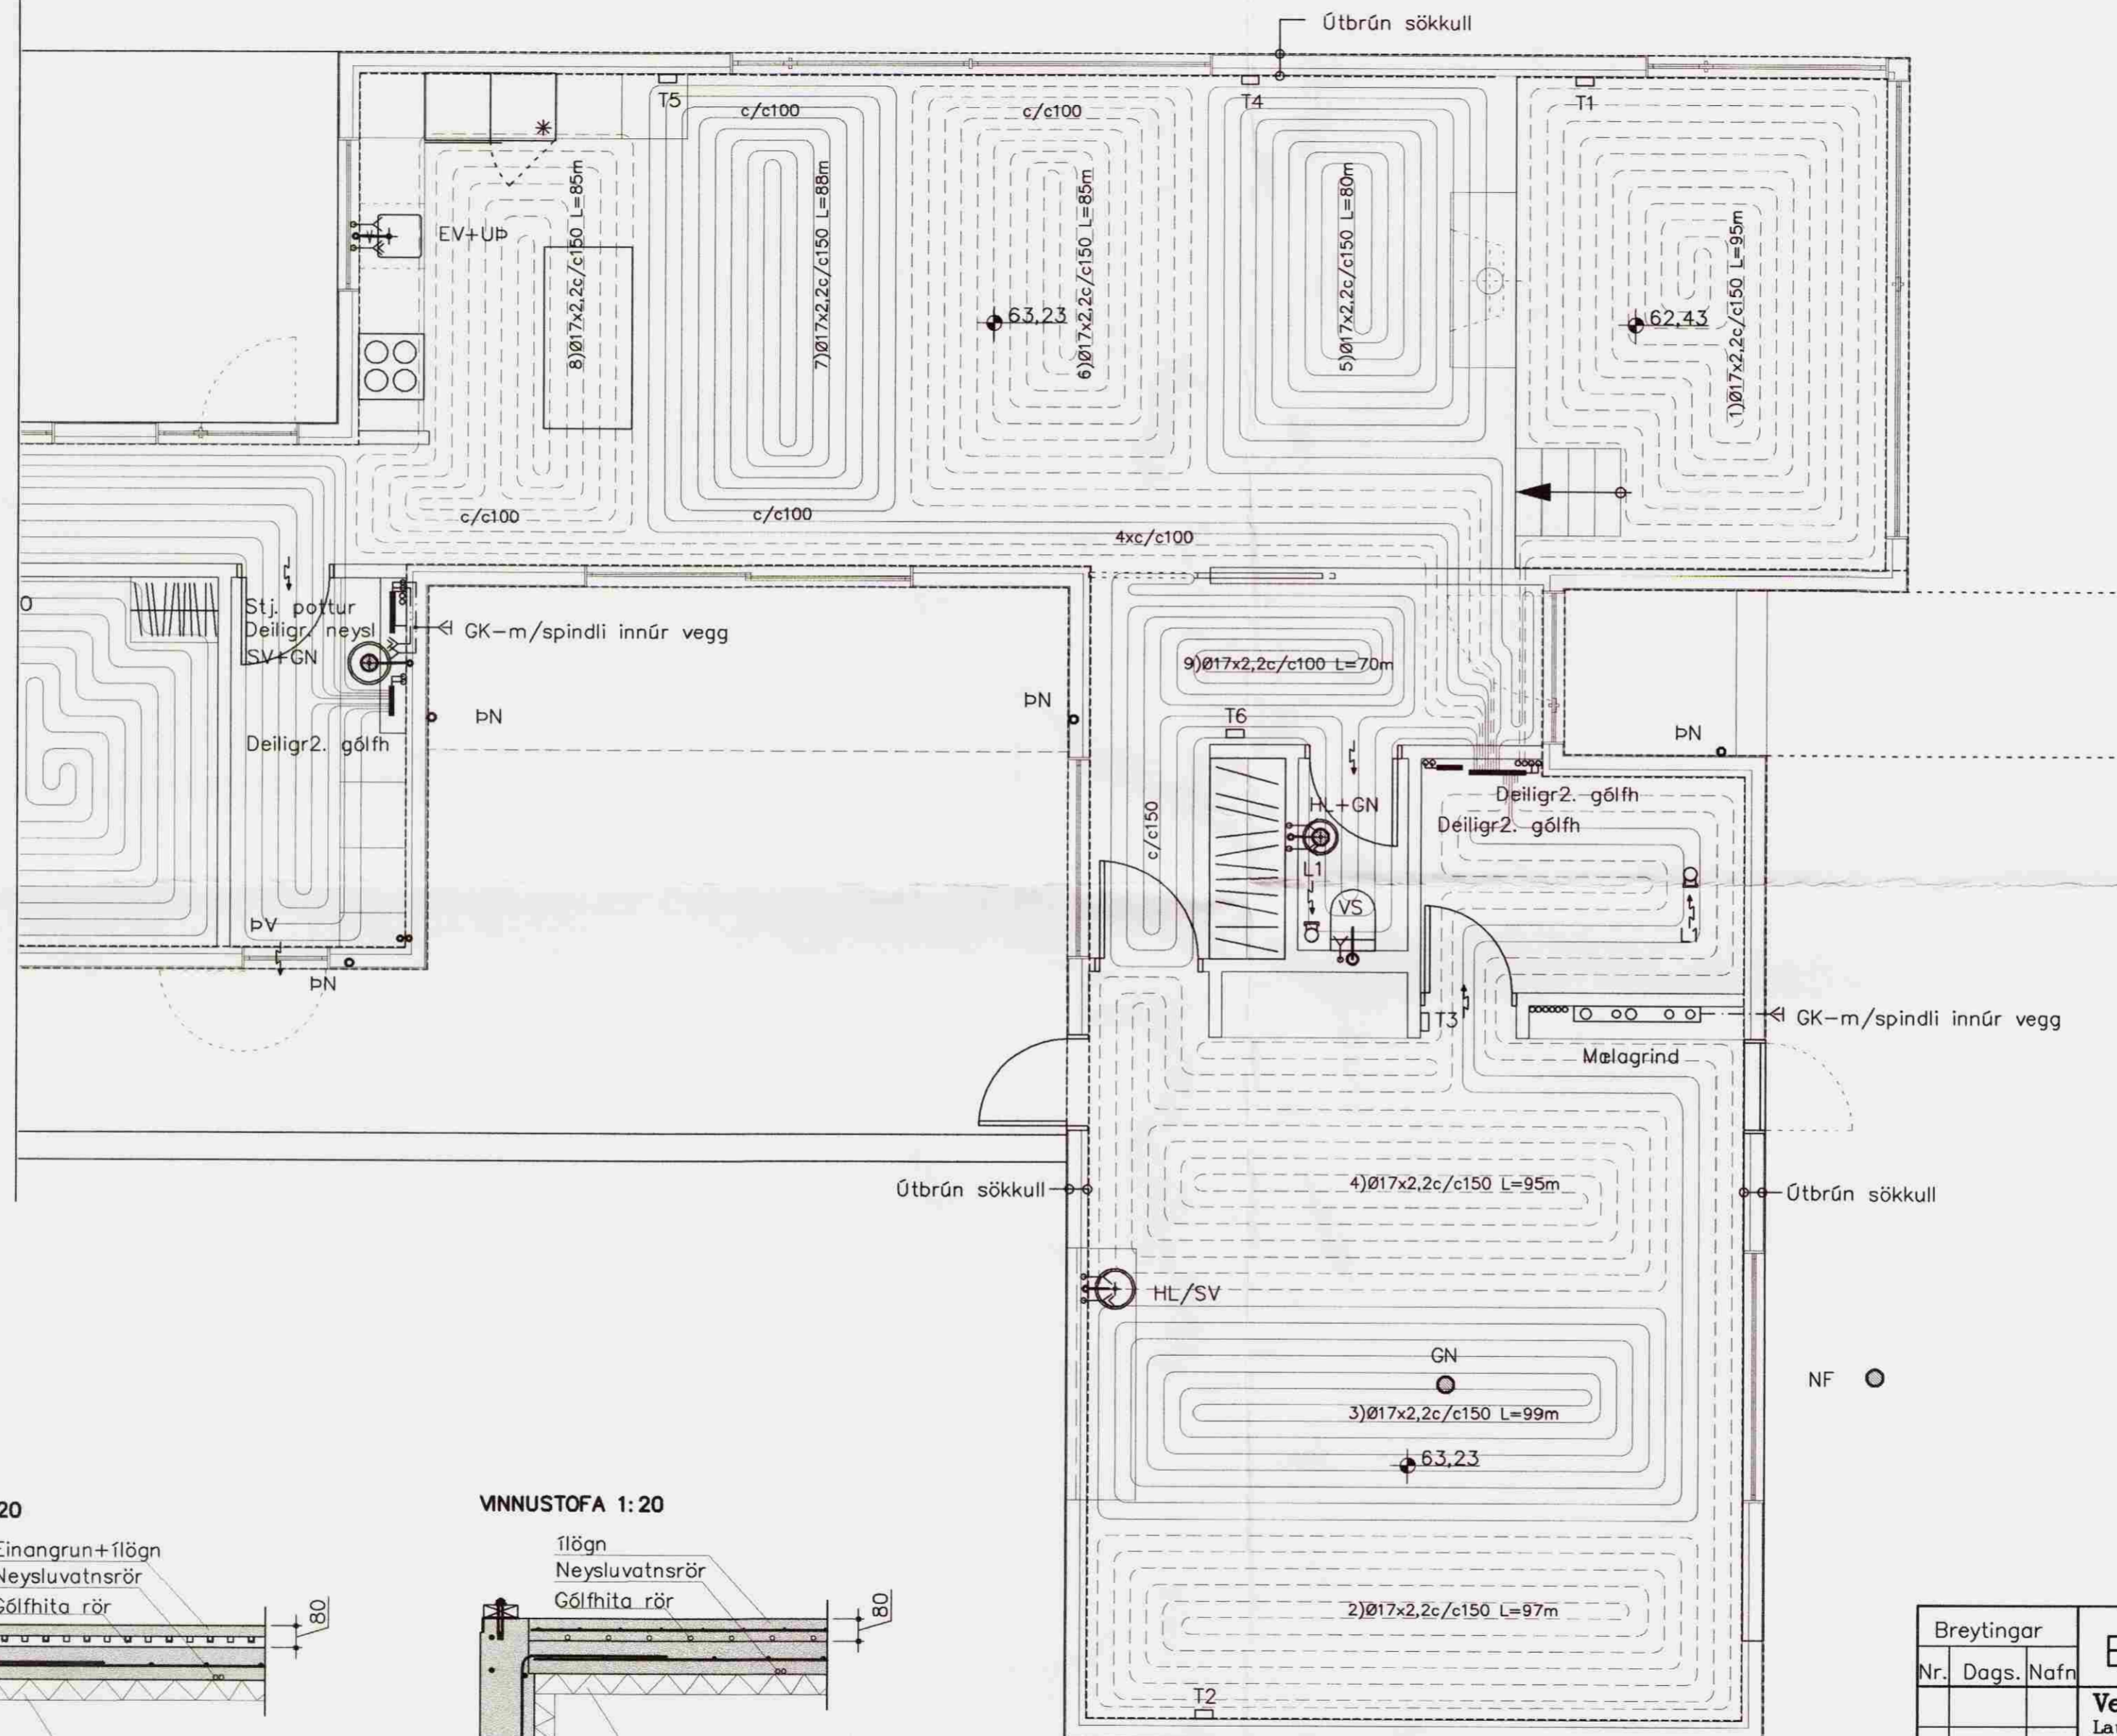 Útbrún sökkull
T5
T4
T1
c/c100
c/c100
8)Ø17x2,2c/c150 L=85m
7)Ø17x2,2c/c150 L=88m
6)Ø17x2,2c/c150 L=85m
5)Ø17x2,2c/c150 L=80m
1)Ø17x2,2c/c150 L=95m
EV+UÞ
63,23
62,43
c/c100
c/c100
4xc/c100
Stj. pottur
Deiligr. neysl
SV+GN
GK-m/spindli innúr vegg
9)Ø17x2,2c/c100 L=70m
ÞN
ÞN
T6
ÞN
Deiligr2. gólfh
Deiligr2. gólfh
HL+GN
Deiligr2. gólfh
c/c150
L1
VS
ÞV
L1
ÞN
T3
GK-m/spindli innúr vegg
Mælagrind
4)Ø17x2,2c/c150 L=95m
Útbrún sökkull
Útbrún sökkull
HL/SV
GN
NF
3)Ø17x2,2c/c150 L=99m
63,23
20
VINNUSTOFA 1:20
Einangrun+ílögn
Neysluvatnsrör
Gólfhita rör
80
ílögn
Neysluvatnsrör
Gólfhita rör
80
2)Ø17x2,2c/c150 L=97m
T2
Breytingar
Nr. Dags. Nafn